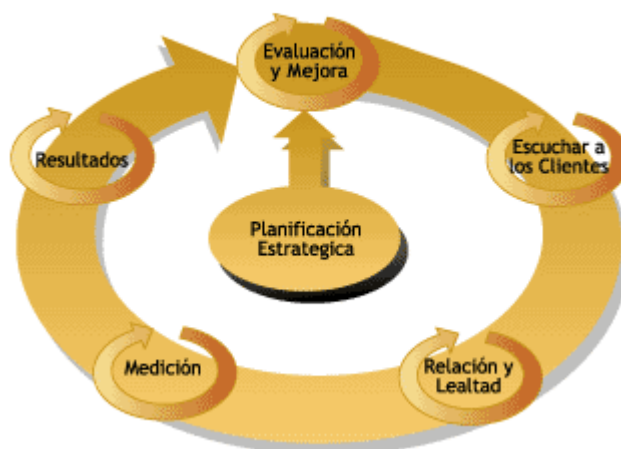 Evaluación
y Mejora
Escuchar a
los Clientes
Relación y
Lealtad
Medición
Resultados
Planificación
Estrategica